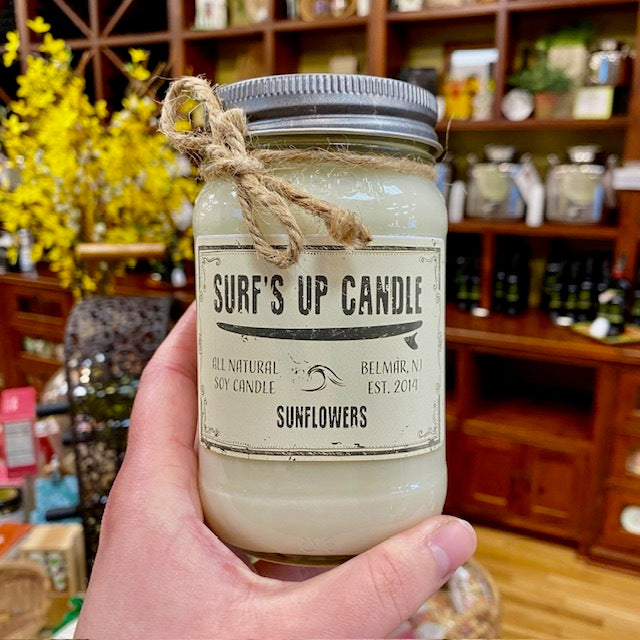 SURF'S UP CANDLE
ALL NATURAL
SOY CANDLE
BELMAR, NJ
EST. 2014
SUNFLOWERS